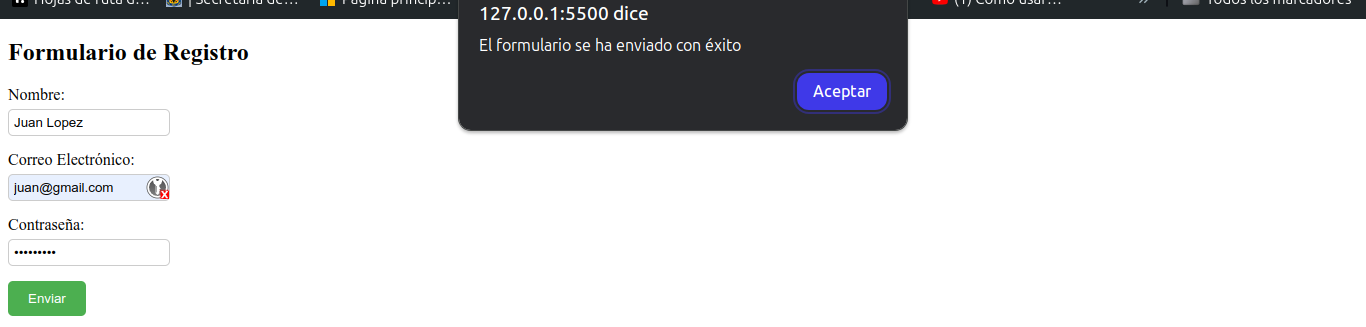 Hojas de ruta d…
| Secretaría de…
Página princip…
(1) Cómo usar…
»
Todos los marcadores
127.0.0.1:5500 dice
El formulario se ha enviado con éxito
Aceptar
Formulario de Registro
Nombre:
Juan Lopez
Correo Electrónico:
juan@gmail.com
Contraseña:
•••••••••
Enviar